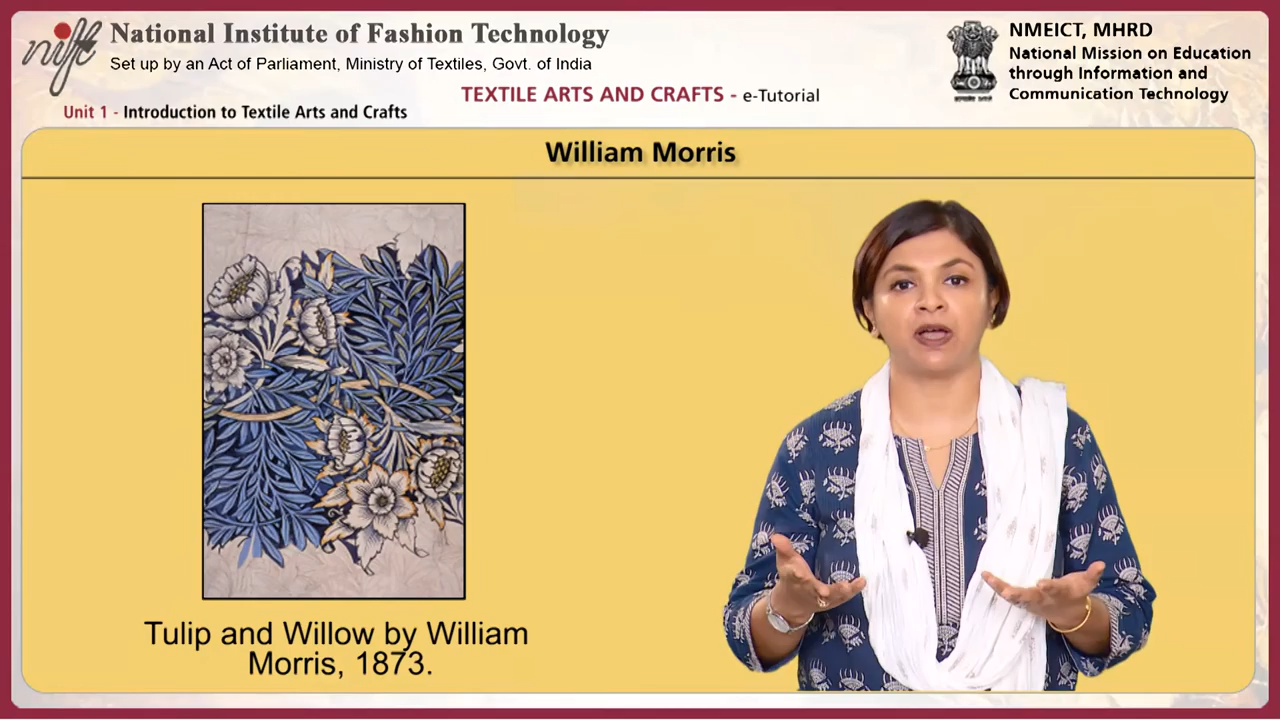 nift
National Institute of Fashion Technology
Set up by an Act of Parliament, Ministry of Textiles, Govt. of India
NMEICT, MHRD
National Mission on Education
through Information and
Communication Technology
TEXTILE ARTS AND CRAFTS - e-Tutorial
Unit 1 - Introduction to Textile Arts and Crafts
William Morris
Tulip and Willow by William
Morris, 1873.